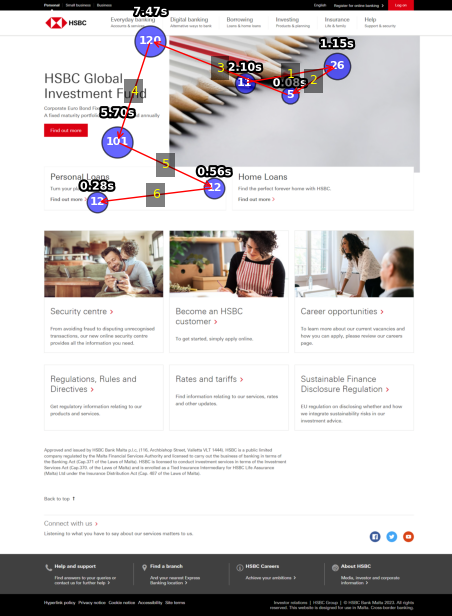 Personal Small business Business English Register for online banking Log on
HSBC
Everyday banking Digital banking Borrowing Investing Insurance Help
Accounts & services Alternative ways to bank Loans & home loans Products & planning Life & family Support & security
7.47s
120
1.15s
26
3
1
2.10s
2
11
0.08s
5
HSBC Global
Investment Fund
4
Corporate Euro Bond
A fixed maturity portfolio annually
5.70s
Find out more
101
5
Personal Loans
Turn your
Find out more
0.28s
12
6
0.56s
12
Home Loans
Find the perfect forever home with HSBC.
Find out more >
Security centre >
From avoiding fraud to disputing unrecognised
transactions, our new online security centre
provides all the information you need.
Become an HSBC
customer >
To get started, simply apply online.
Career opportunities >
To learn more about our current vacancies and
how you can apply, please review our careers
page.
Regulations, Rules and
Directives >
Get regulatory information relating to our
products and services.
Rates and tariffs >
Find information relating to our services, rates
and other updates.
Sustainable Finance
Disclosure Regulation >
EU regulation on disclosing whether and how
we integrate sustainability risks in our
investment advice.
Approved and issued by HSBC Bank Malta p.l.c. (116, Archbishop Street, Valletta VLT 1444). HSBC is a public limited
company regulated by the Malta Financial Services Authority and licensed to carry out the business of banking in terms of
the Banking Act (Cap.371 of the Laws of Malta). HSBC is licensed to conduct investment services in terms of the Investment
Services Act (Cap.370. of the Laws of Malta) and is enrolled as a Tied Insurance Intermediary for HSBC Life Assurance
(Malta) Ltd under the Insurance Distribution Act (Cap. 487 of the Laws of Malta).
Back to top
Connect with us >
Listening to what you have to say about our services matters to us.
Help and support
Find answers to your queries or
contact us for further help >
Find a branch
And your nearest Express
Banking location >
HSBC Careers
Achieve your ambitions >
About HSBC
Media, investor and corporate
information >
Hyperlink policy Privacy notice Cookie notice Accessibility Site terms
Investor relations | HSBC Group | © HSBC Bank Malta 2023. All rights
reserved. This website is designed for use in Malta. Cross border banking.